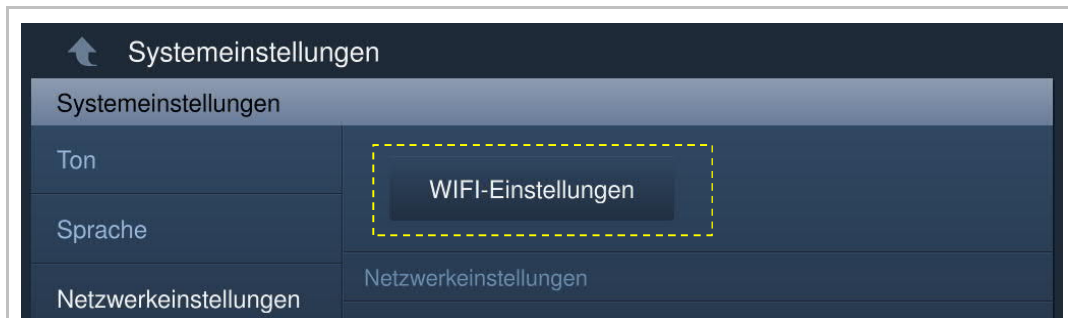 Systemeinstellungen
Systemeinstellungen
Ton
WIFI-Einstellungen
Sprache
Netzwerkeinstellungen
Netzwerkeinstellungen